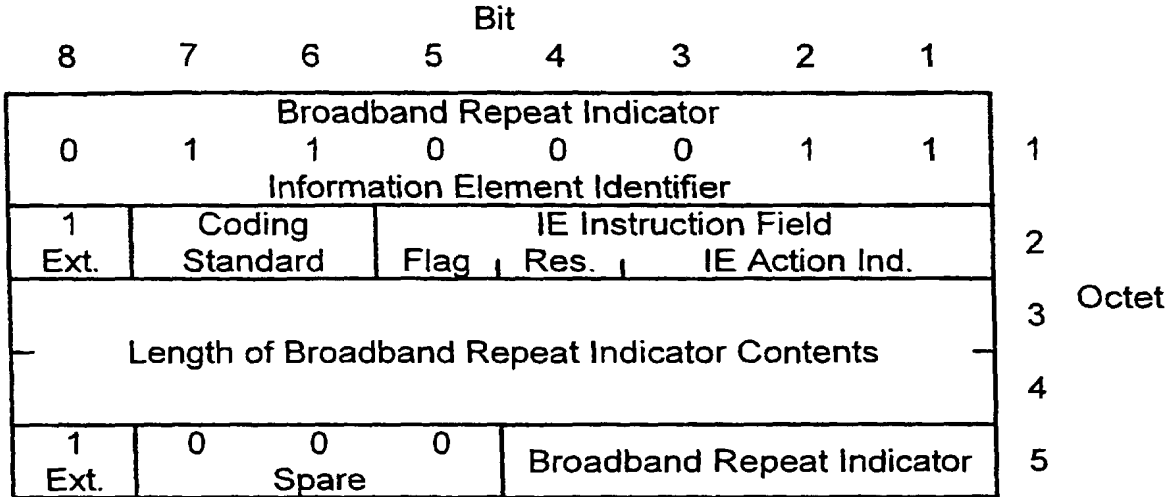 Bit
8 7 6 5 4 3 2 1
Broadband Repeat Indicator
0 1 1 0 0 0 1 1 1
Information Element Identifier
1 Coding IE Instruction Field
Ext. Standard Flag Res. IE Action Ind. 2
3 Octet
Length of Broadband Repeat Indicator Contents
4
1 0 0 0 Broadband Repeat Indicator 5
Ext. Spare